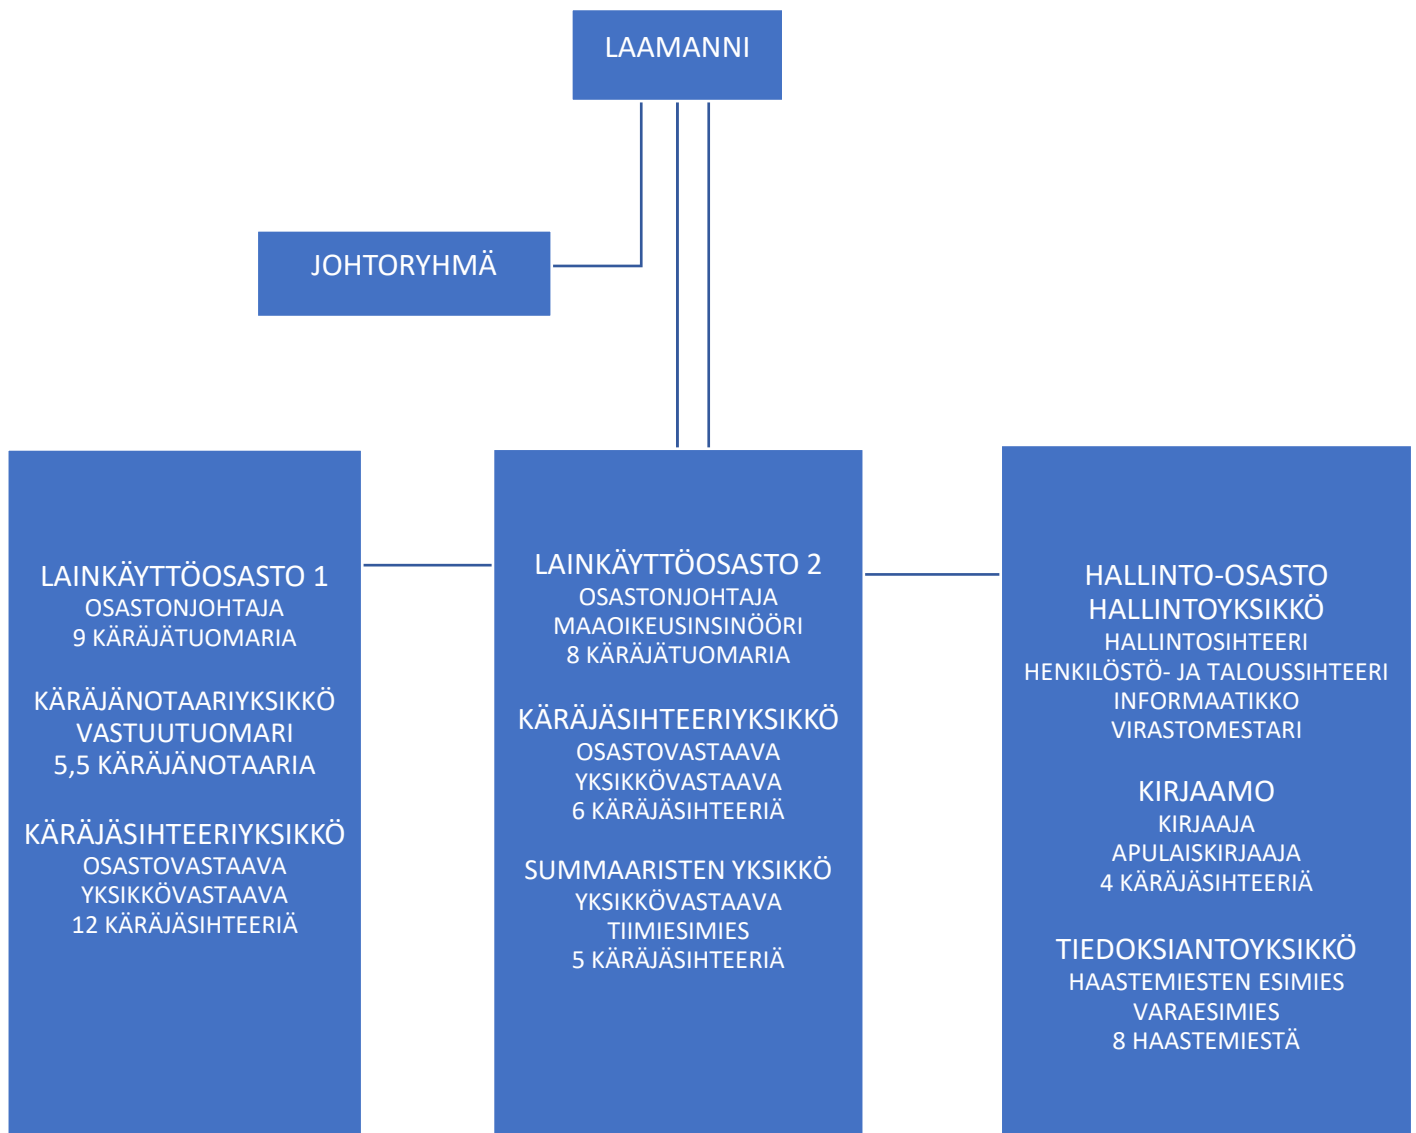 LAAMANNI
JOHTORYHMÄ
LAINKÄYTTÖOSASTO 1
OSASTONJOHTAJA
9 KÄRÄJÄTUOMARIA
KÄRÄJÄNOTAARIYKSIKKÖ
VASTUUTUOMARI
5,5 KÄRÄJÄNOTAARIA
KÄRÄJÄSIHTEERIYKSIKKÖ
OSASTOVASTAAVA
YKSIKKÖVASTAAVA
12 KÄRÄJÄSIHTEERIÄ
LAINKÄYTTÖOSASTO 2
OSASTONJOHTAJA
MAAOIKEUSINSINÖÖRI
8 KÄRÄJÄTUOMARIA
KÄRÄJÄSIHTEERIYKSIKKÖ
OSASTOVASTAAVA
YKSIKKÖVASTAAVA
6 KÄRÄJÄSIHTEERIÄ
SUMMAARISTEN YKSIKKÖ
YKSIKKÖVASTAAVA
TIIMIESIMIES
5 KÄRÄJÄSIHTEERIÄ
HALLINTO-OSASTO
HALLINTOYKSIKKÖ
HALLINTOSIHTEERI
HENKILÖSTÖ- JA TALOUSSIHTEERI
INFORMAATIKKO
VIRASTOMESTARI
KIRJAAMO
KIRJAAJA
APULAISKIRJAAJA
4 KÄRÄJÄSIHTEERIÄ
TIEDOKSIANTOYKSIKKÖ
HAASTEMIESTEN ESIMIES
VARAESIMIES
8 HAASTEMIESTÄ